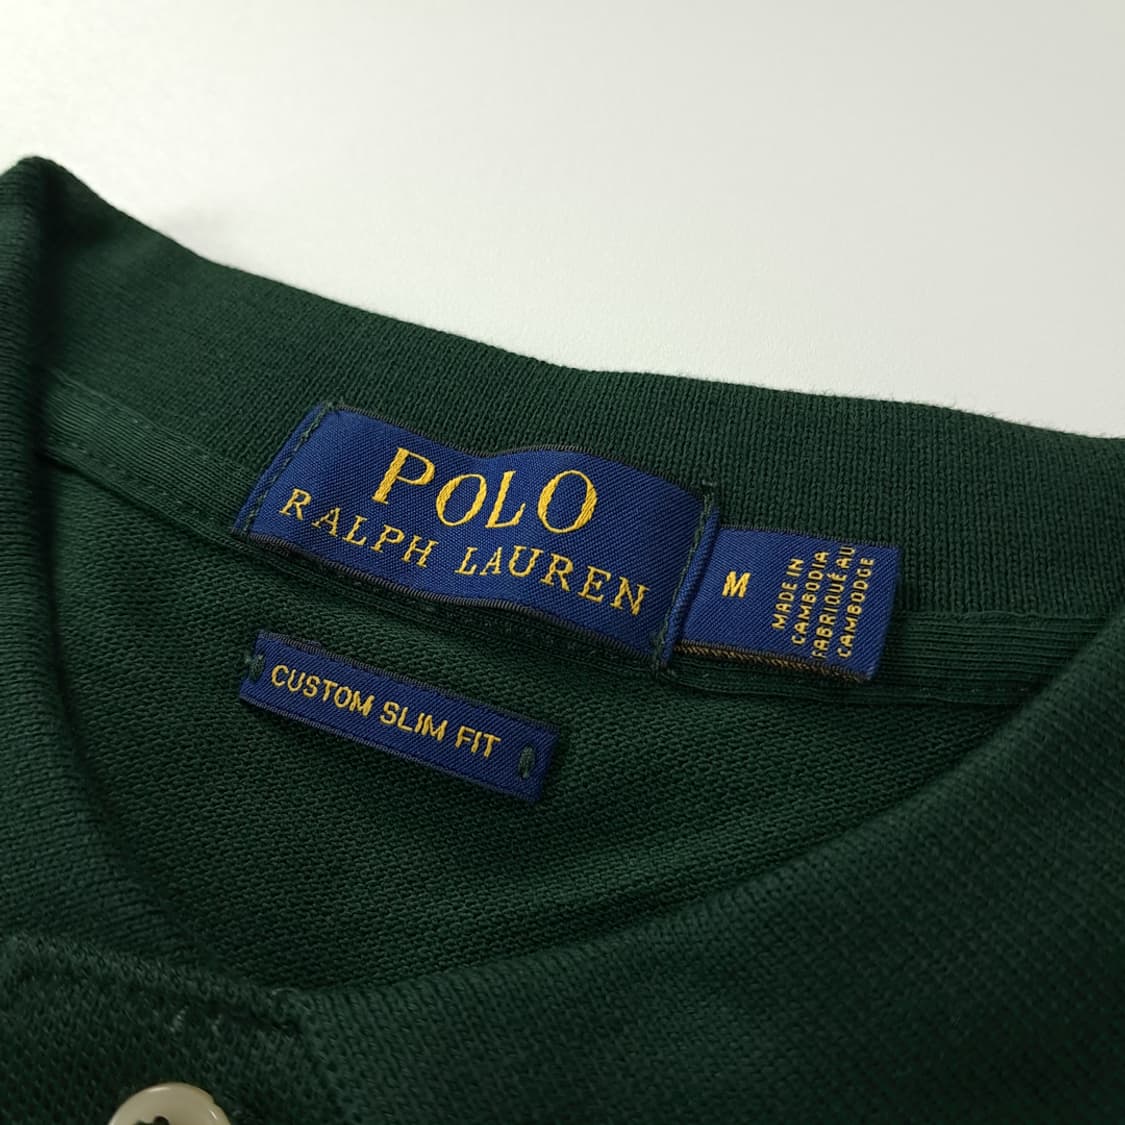 POLO
RALPH LAUREN
M
MADE IN
CAMBODIA
FABRIQUÉ AU
CAMBODGE
CUSTOM SLIM FIT